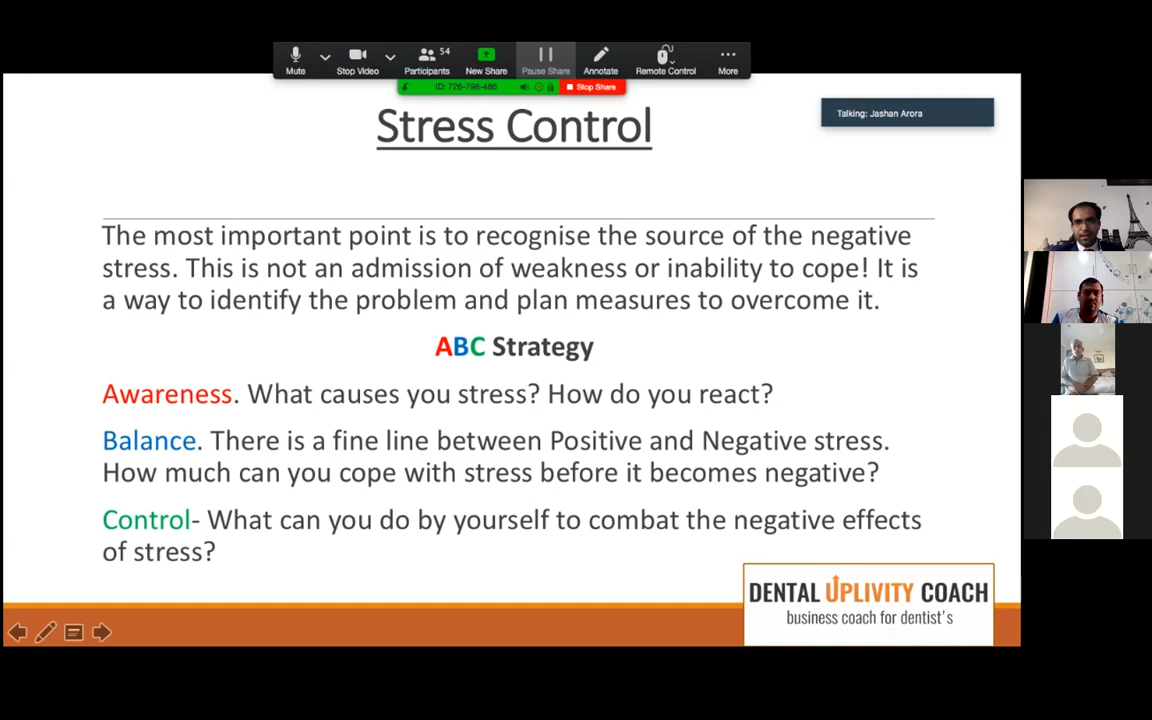 54
Mute
Stop Video
Participants
New Share
Pause Share
Annotate
Remote Control
More
ID: 726-798-486
Stop Share
Stress Control
Talking: Jashan Arora
The most important point is to recognise the source of the negative
stress. This is not an admission of weakness or inability to cope! It is
a way to identify the problem and plan measures to overcome it.
ABC Strategy
Awareness. What causes you stress? How do you react?
Balance. There is a fine line between Positive and Negative stress.
How much can you cope with stress before it becomes negative?
Control- What can you do by yourself to combat the negative effects
of stress?
DENTAL UPLIVITY COACH
business coach for dentist's